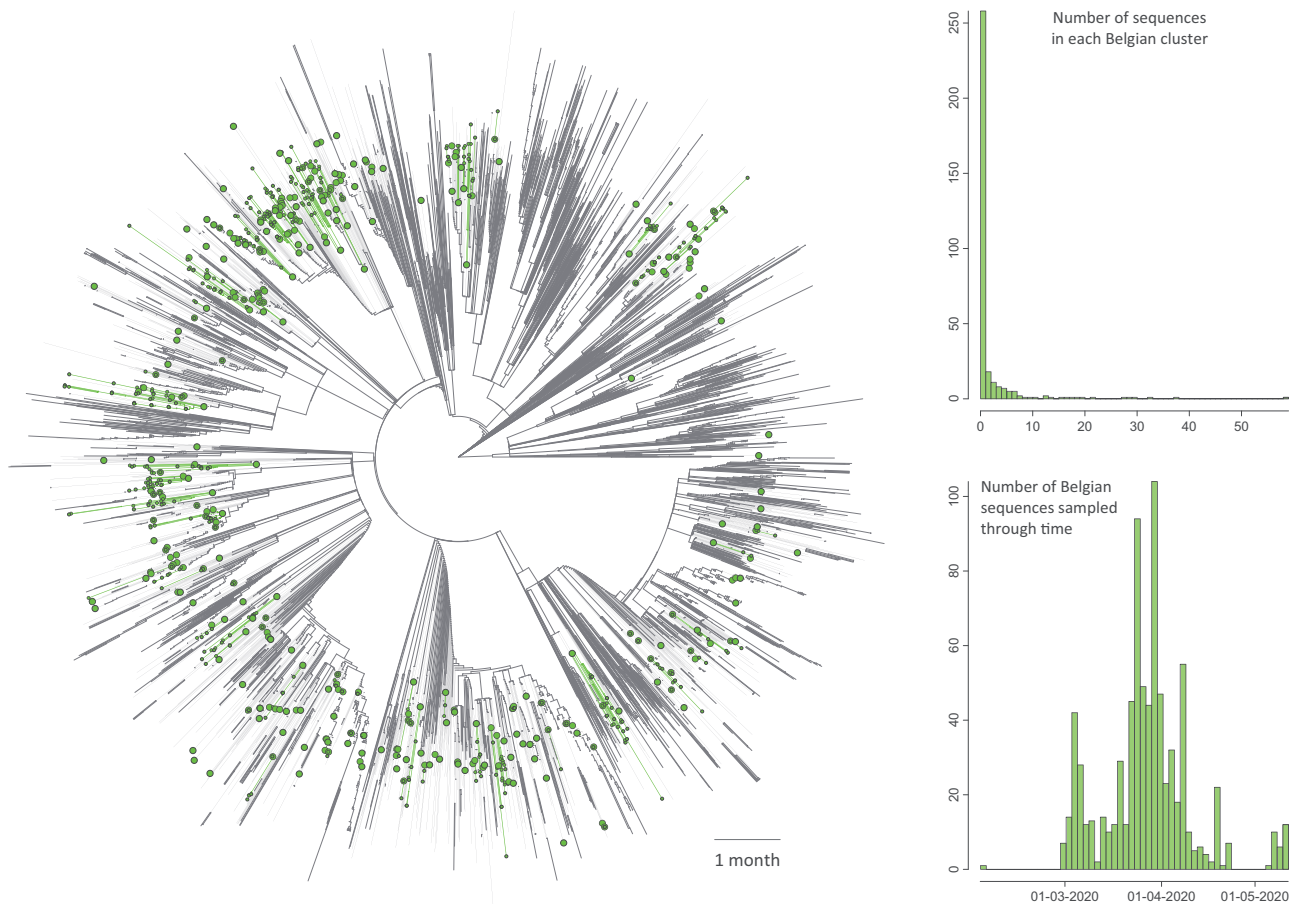 Number of sequences
in each Belgian cluster
250
200
150
100
50
0
0 10 20 30 40 50
Number of Belgian
sequences sampled
through time
100
80
60
40
20
0
01-03-2020 01-04-2020 01-05-2020
1 month